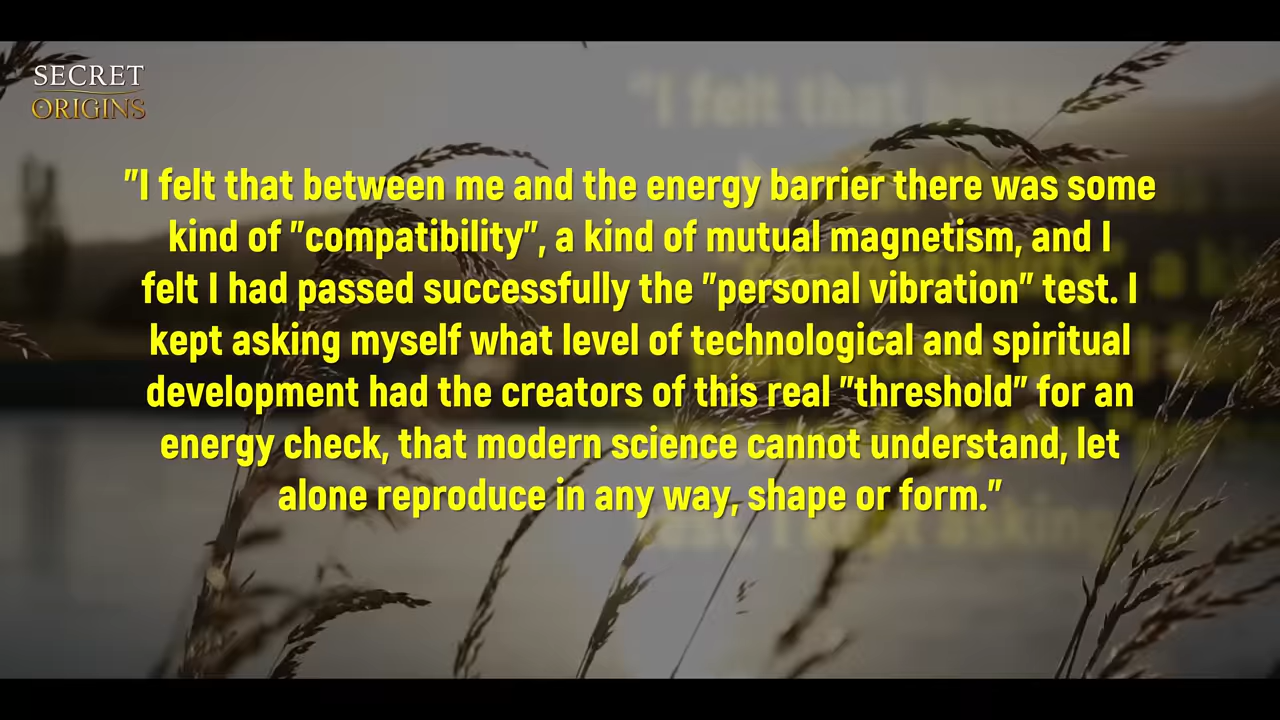 SECRET
ORIGINS
"I felt that between me and the energy barrier there was some
kind of "compatibility", a kind of mutual magnetism, and I
felt I had passed successfully the "personal vibration" test. I
kept asking myself what level of technological and spiritual
development had the creators of this real "threshold" for an
energy check, that modern science cannot understand, let
alone reproduce in any way, shape or form."
"I felt that
asking